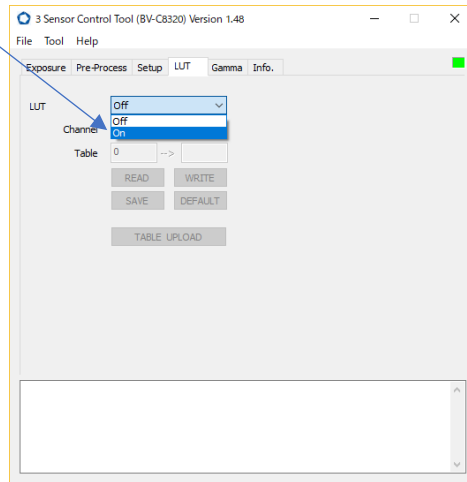 3 Sensor Control Tool (BV-C8320) Version 1.48
File Tool Help
Exposure Pre-Process Setup LUT Gamma Info.
LUT Off
Off
Channel On
Table 0 -->
READ WRITE
SAVE DEFAULT
TABLE UPLOAD